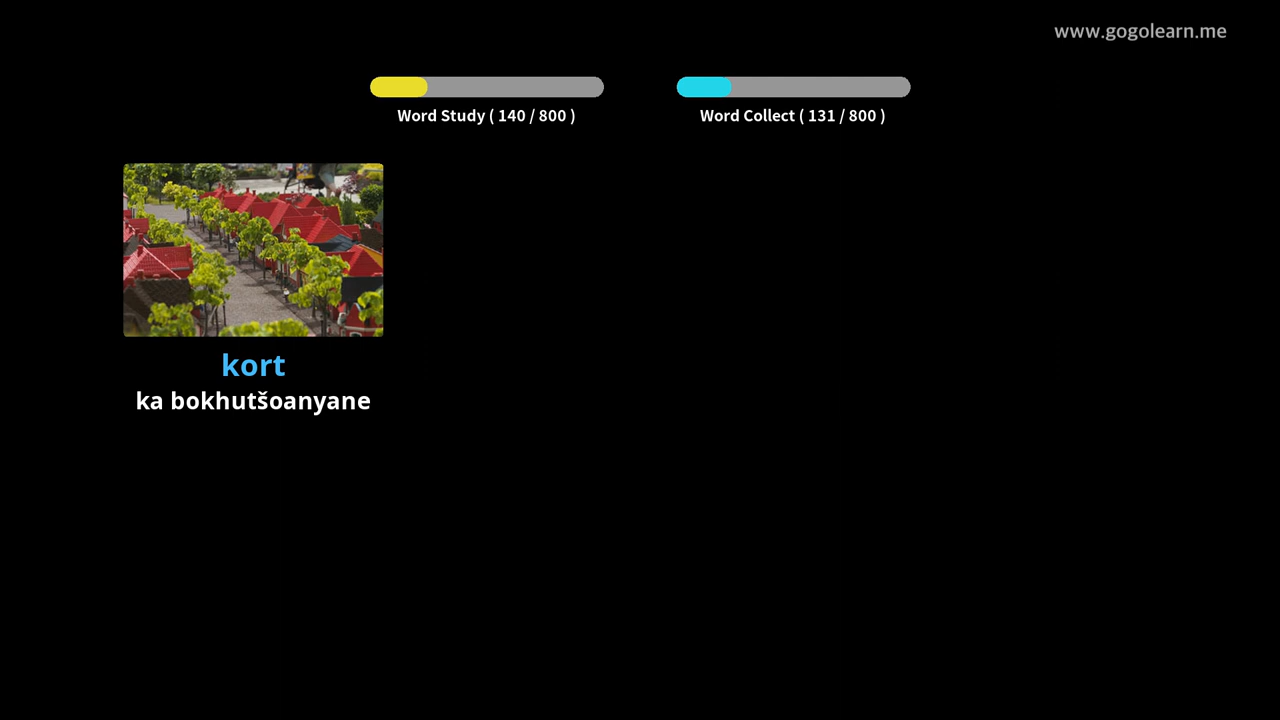 www.gogolearn.me
Word Study ( 140 / 800 )
Word Collect ( 131 / 800 )
kort
ka bokhutšoanyane